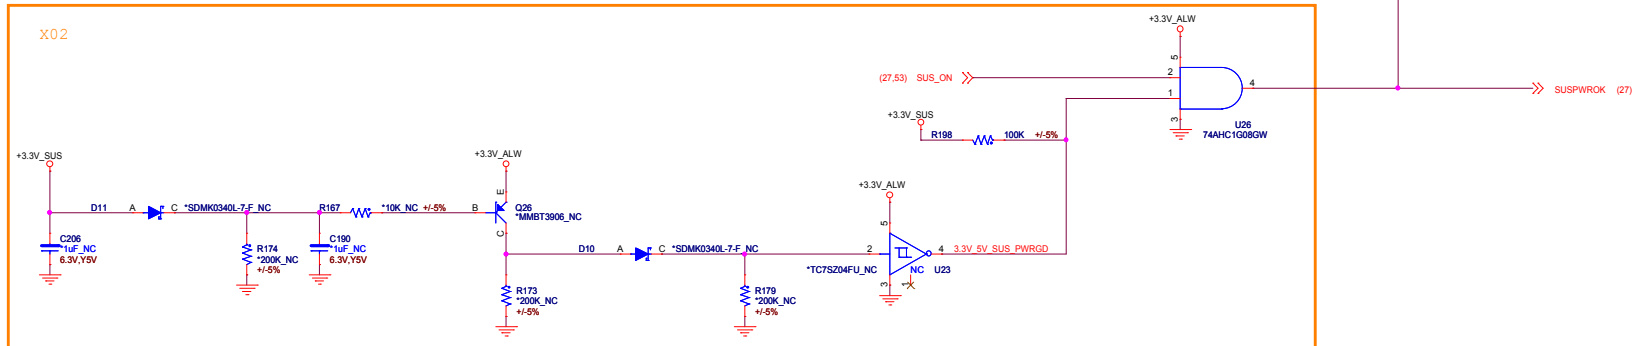 X02
+3.3V_ALW
5
(27,53) SUS_ON
2
1
4
3
U26
74AHC1G08GW
SUSPWROK (27)
+3.3V_SUS
R198 100K +/-5%
+3.3V_SUS
D11 A C *SDMK0340L-7-F_NC
C206
*1uF_NC
6.3V,Y5V
R174
*200K_NC
+/-5%
C190
*1uF_NC
6.3V,Y5V
R167 *10K_NC +/-5%
+3.3V_ALW
E
B
C
Q26
*MMBT3906_NC
R173
*200K_NC
+/-5%
D10 A C *SDMK0340L-7-F_NC
R179
*200K_NC
+/-5%
+3.3V_ALW
5
2
4 3.3V_5V_SUS_PWRGD
*TC7SZ04FU_NC
NC U23
3
1